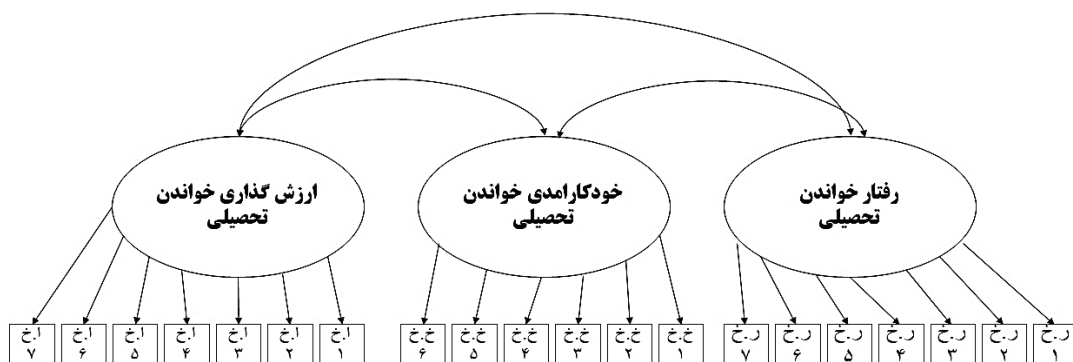 رفتار خواندن
تحصیلی
خودکارامدی خواندن
تحصیلی
ارزش گذاری خواندن
تحصیلی
ر.خ
۱
ر.خ
۲
ر.خ
۳
ر.خ
۴
ر.خ
۵
ر.خ
۶
ر.خ
۷
خ.خ
۱
خ.خ
۲
خ.خ
۳
خ.خ
۴
خ.خ
۵
خ.خ
۶
ا.خ
۱
ا.خ
۲
ا.خ
۳
ا.خ
۴
ا.خ
۵
ا.خ
۶
ا.خ
۷